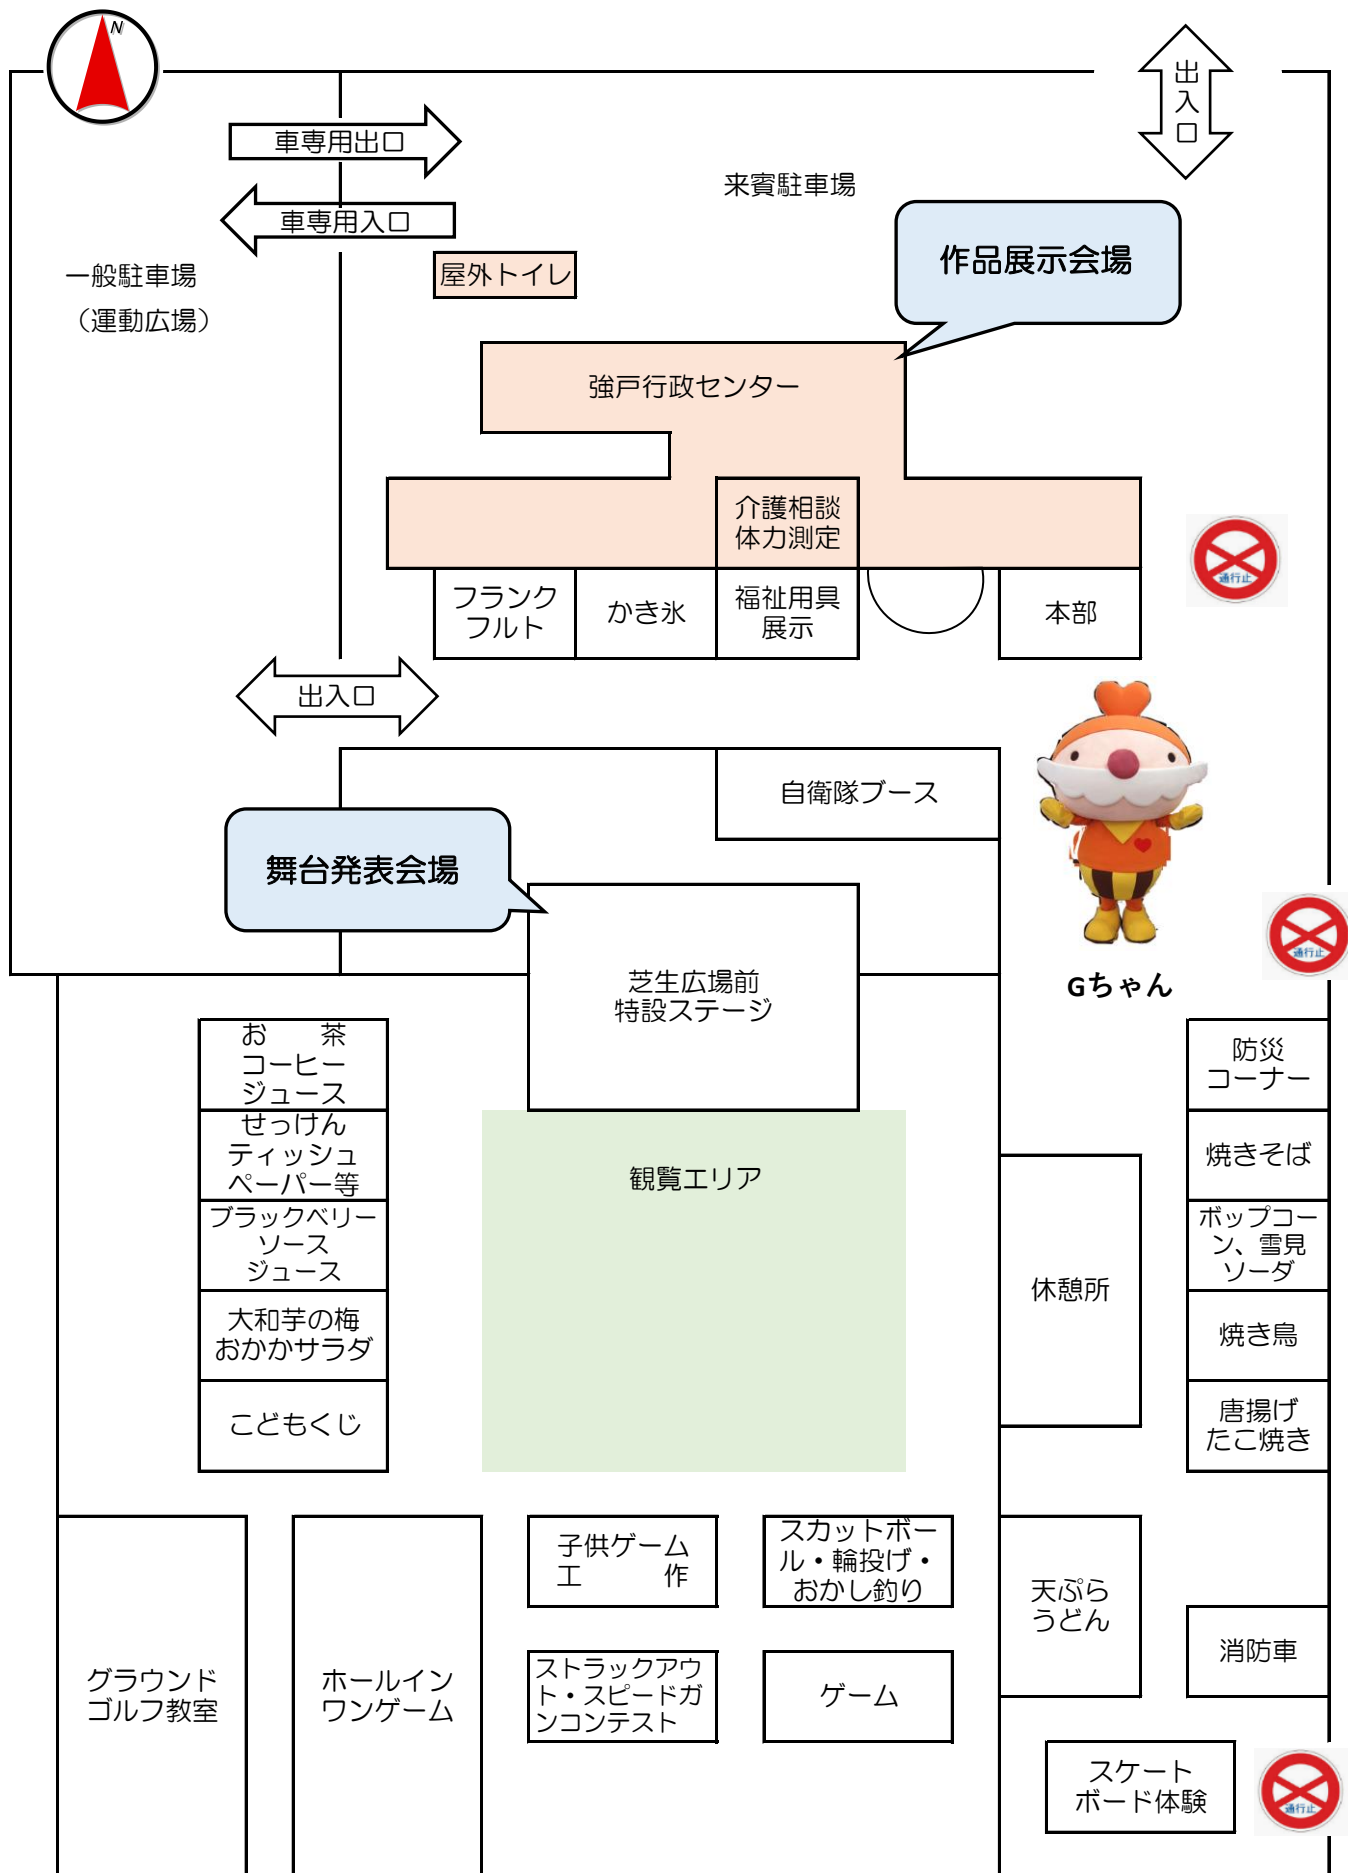 N
出入口
車専用出口
来賓駐車場
車専用入口
作品展示会場
一般駐車場
（運動広場）
屋外トイレ
強戸行政センター
介護相談
体力測定
通行止
フランク
フルト
かき氷
福祉用具
展示
本部
出入口
自衛隊ブース
舞台発表会場
通行止
芝生広場前
特設ステージ
Gちゃん
お　茶
コーヒー
ジュース
防災
コーナー
せっけん
ティッシュ
ペーパー等
観覧エリア
焼きそば
ブラックベリー
ソース
ジュース
ポップコー
ン、雪見
ソーダ
休憩所
大和芋の梅
おかかサラダ
焼き鳥
こどもくじ
唐揚げ
たこ焼き
子供ゲーム
工　作
スカットボー
ル・輪投げ・
おかし釣り
天ぷら
うどん
消防車
グラウンド
ゴルフ教室
ホールイン
ワンゲーム
ストラックアウ
ト・スピードガ
ンコンテスト
ゲーム
スケート
ボード体験
通行止